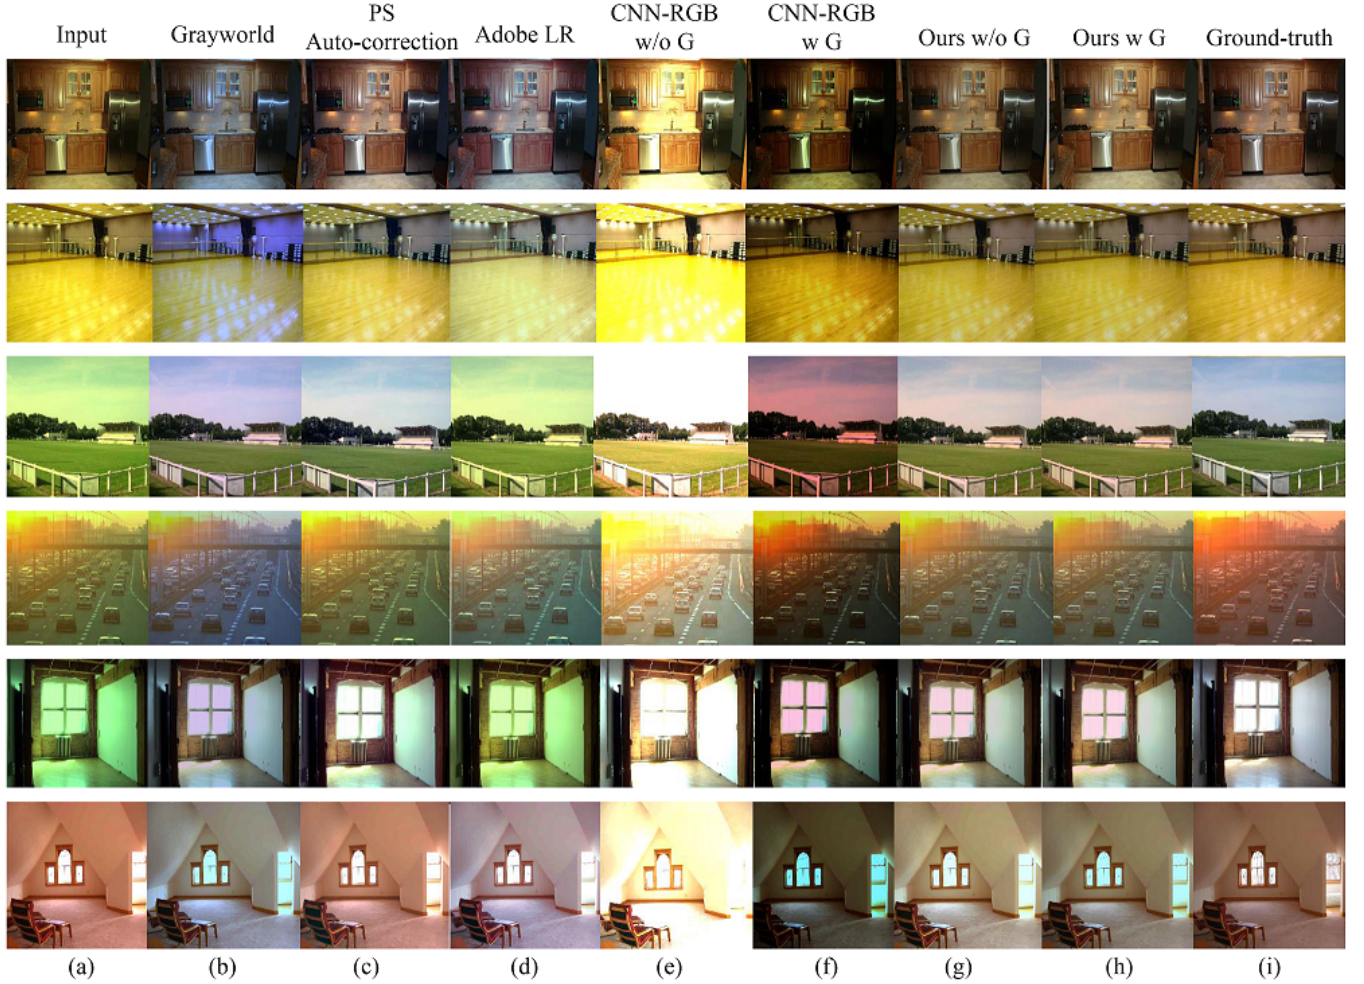 Input
Grayworld
PS
Auto-correction
Adobe LR
CNN-RGB
w/o G
CNN-RGB
w G
Ours w/o G
Ours w G
Ground-truth
(a)
(b)
(c)
(d)
(e)
(f)
(g)
(h)
(i)